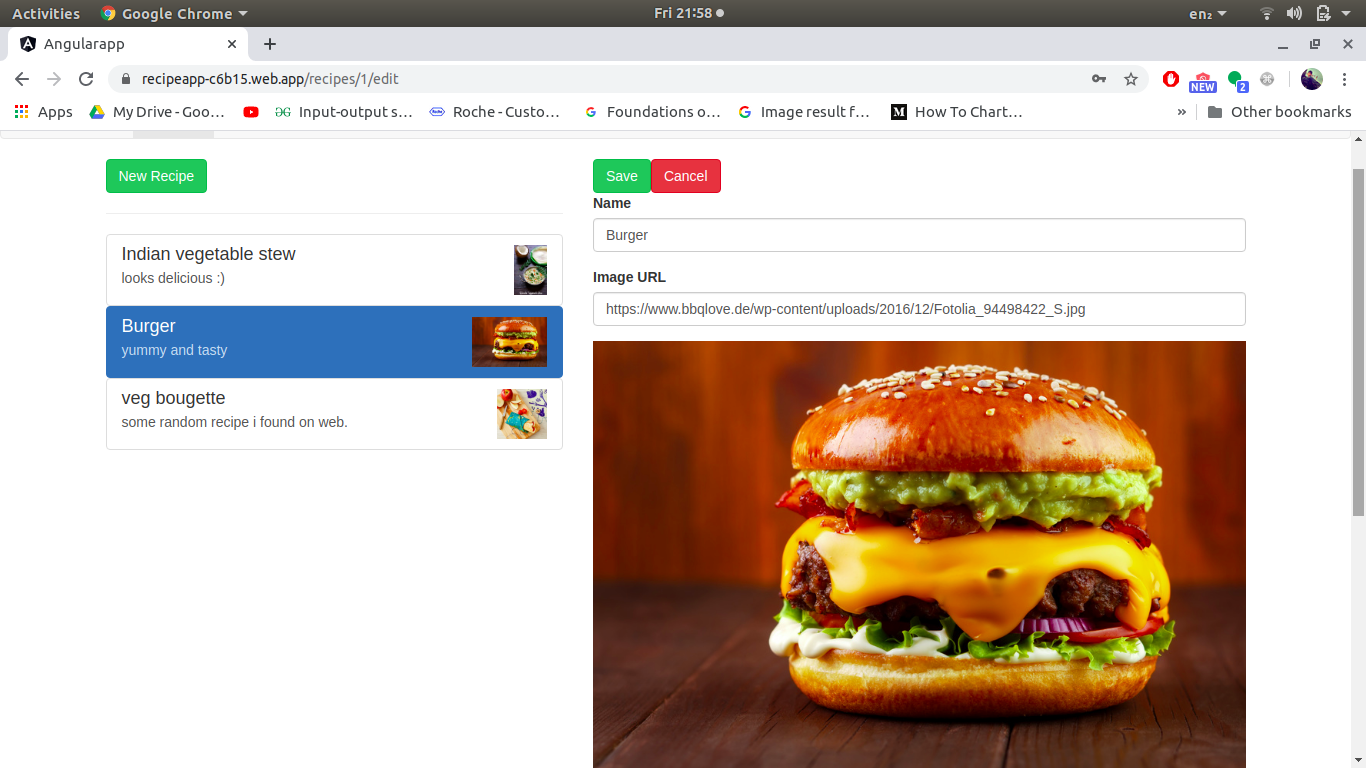 Activities Google Chrome Fri 21:58 en₂
Angularapp
recipeapp-c6b15.web.app/recipes/1/edit NEW 2
Apps My Drive - Goo… Input-output s… Roche - Custo… Foundations o… Image result f… How To Chart… » Other bookmarks
New Recipe
Indian vegetable stew
looks delicious :)
Burger
yummy and tasty
veg bougette
some random recipe i found on web.
Save Cancel
Name
Burger
Image URL
https://www.bbqlove.de/wp-content/uploads/2016/12/Fotolia_94498422_S.jpg